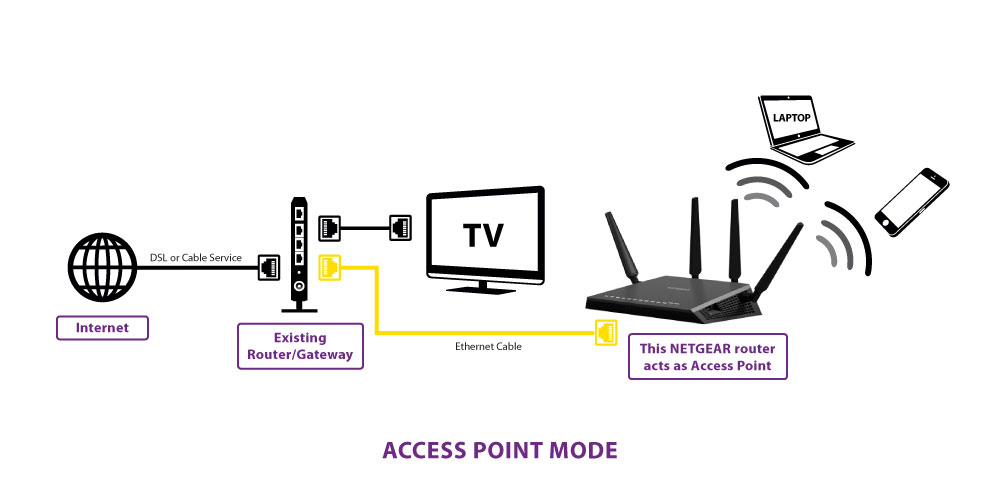 LAPTOP
TV
DSL or Cable Service
Internet
Existing
Router/Gateway
Ethernet Cable
This NETGEAR router
acts as Access Point
ACCESS POINT MODE